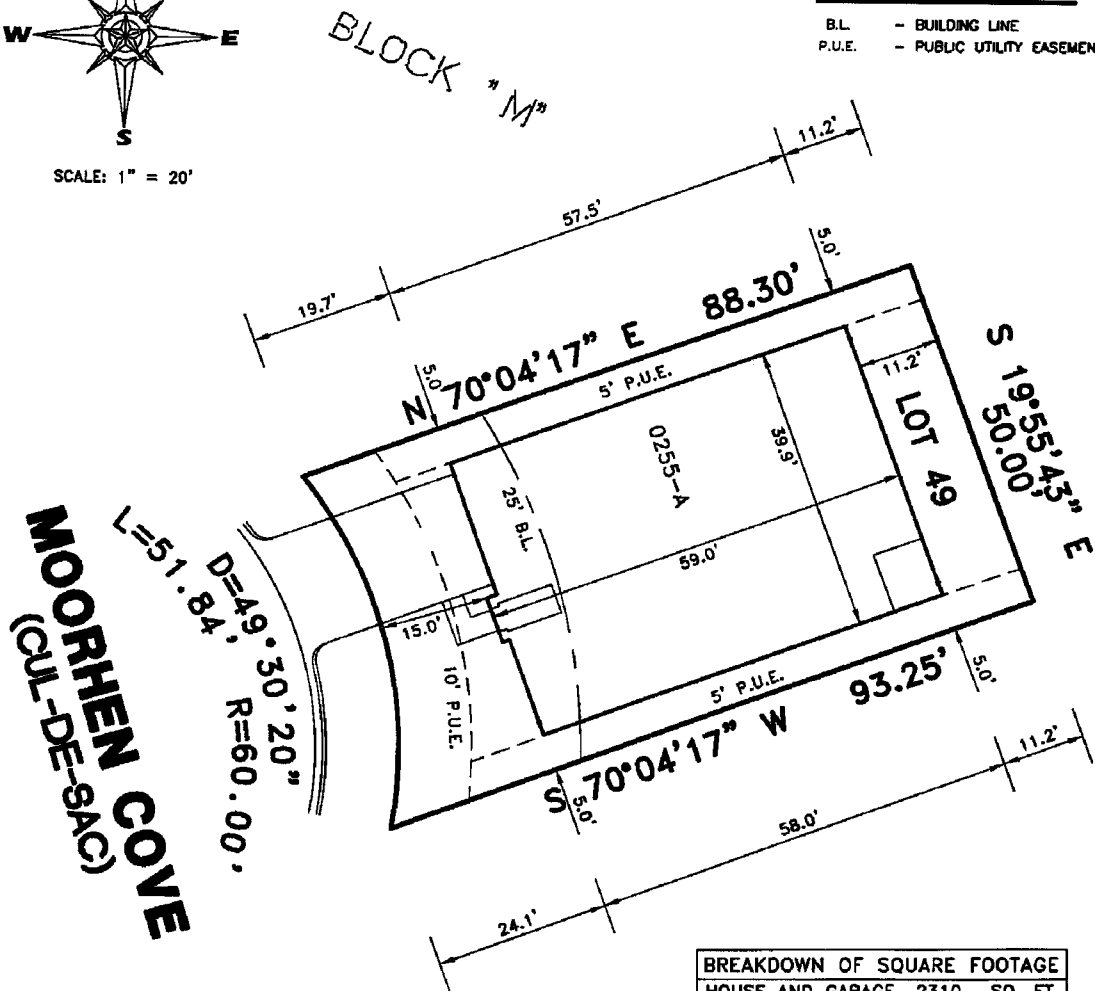 W E
S
SCALE: 1" = 20'
BLOCK "M"
B.L. - BUILDING LINE
P.U.E. - PUBLIC UTILITY EASEMEN
11.2'
57.5'
19.7'
5.0'
5.0'
N 70°04'17" E 88.30'
5' P.U.E.
11.2'
LOT 49
S 19°55'43" E
50.00'
0255-A
39.9'
25' B.L.
59.0'
15.0'
10' P.U.E.
5' P.U.E.
S 70°04'17" W 93.25'
5.0'
5.0'
11.2'
58.0'
24.1'
D=49°30'20"
L=51.84' R=60.00'
MOORHEN COVE
(CUL-DE-SAC)
BREAKDOWN OF SQUARE FOOTAGE
HOUSE AND GARAGE 2310 SQ. FT.